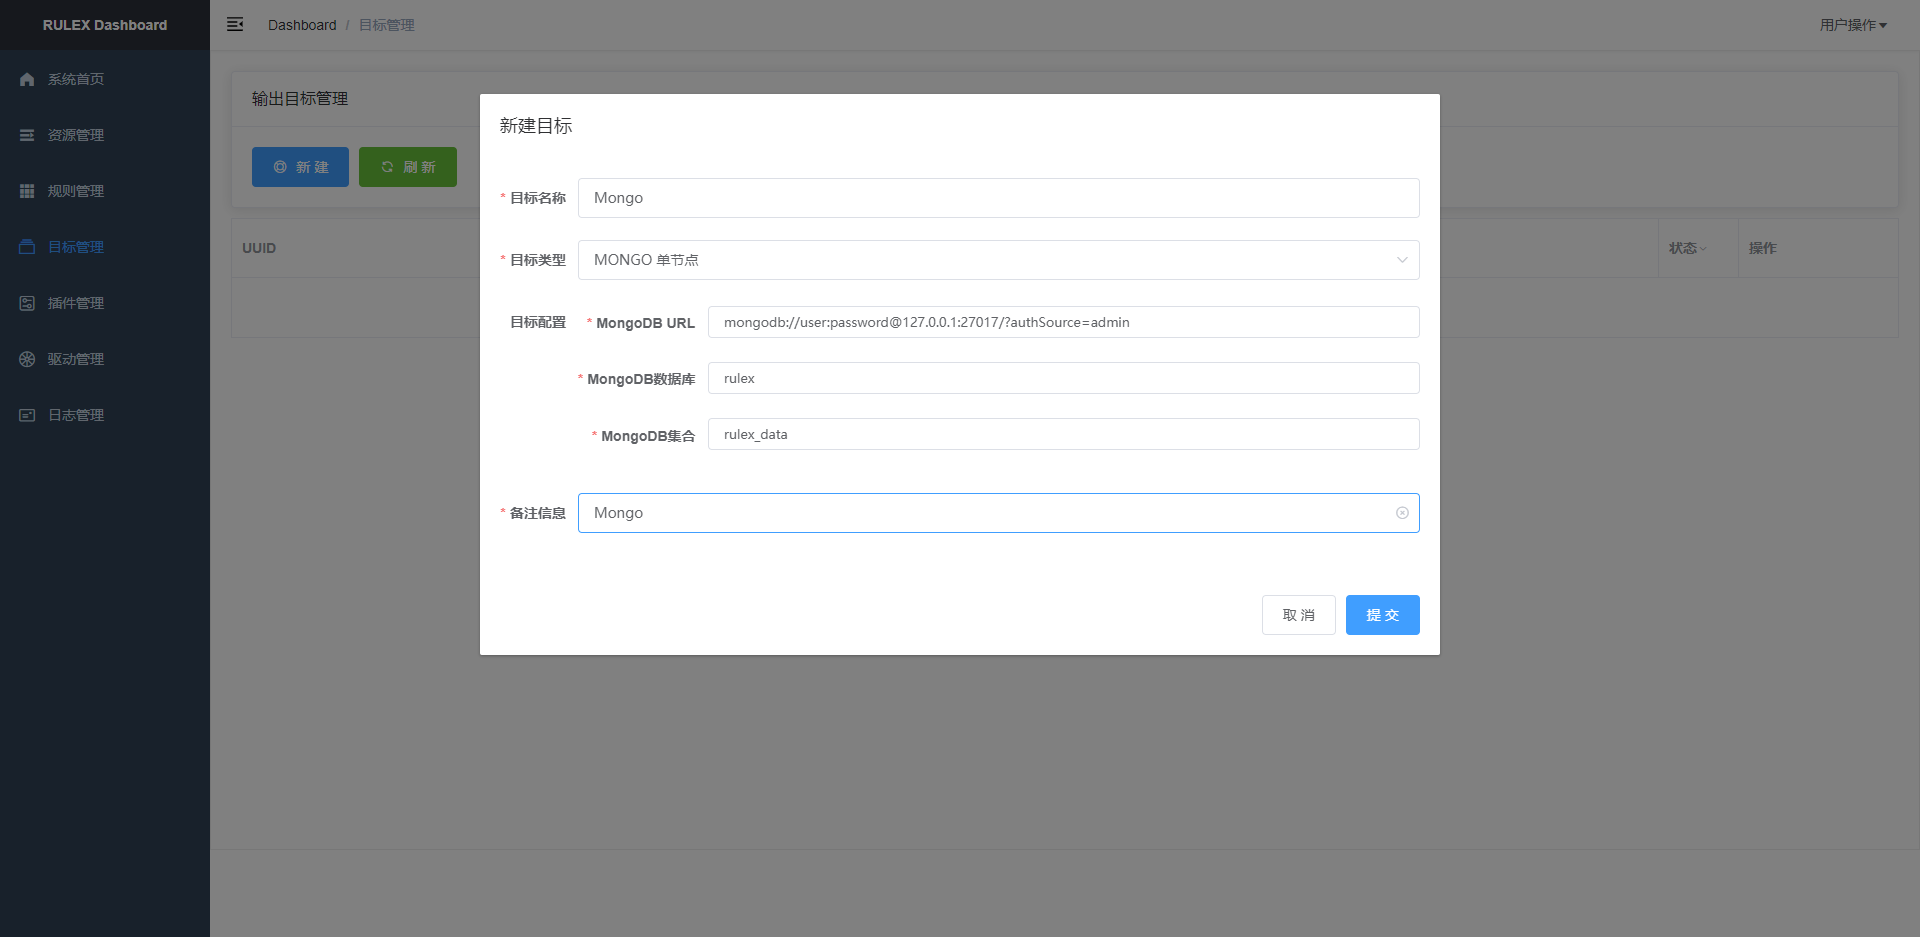 RULEX Dashboard
Dashboard / 目标管理
用户操作
系统首页
资源管理
规则管理
目标管理
插件管理
驱动管理
日志管理
输出目标管理
新 建
刷 新
UUID
状态
操作
新建目标
* 目标名称
Mongo
* 目标类型
MONGO 单节点
目标配置
* MongoDB URL
mongodb://user:password@127.0.0.1:27017/?authSource=admin
* MongoDB数据库
rulex
* MongoDB集合
rulex_data
* 备注信息
Mongo
取 消
提 交